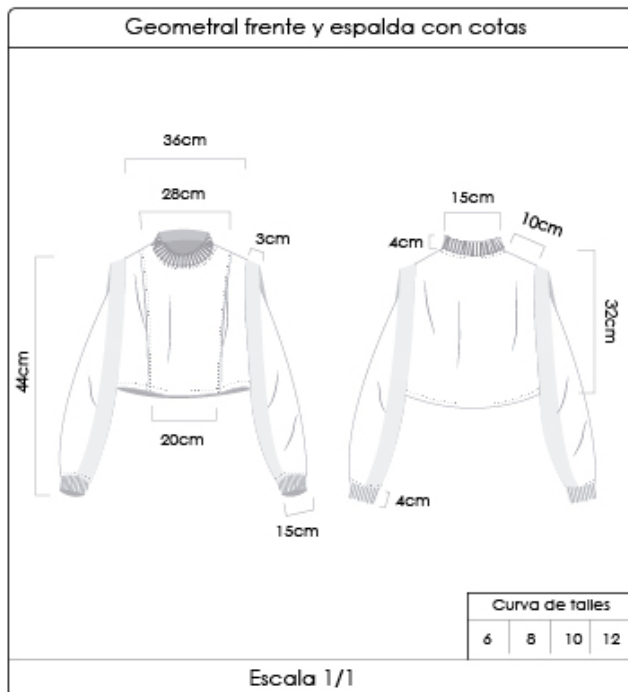 Geometral frente y espalda con cotas
36cm
28cm
3cm
44cm
20cm
15cm
15cm
10cm
4cm
32cm
4cm
Curva de talles
6 8 10 12
Escala 1/1